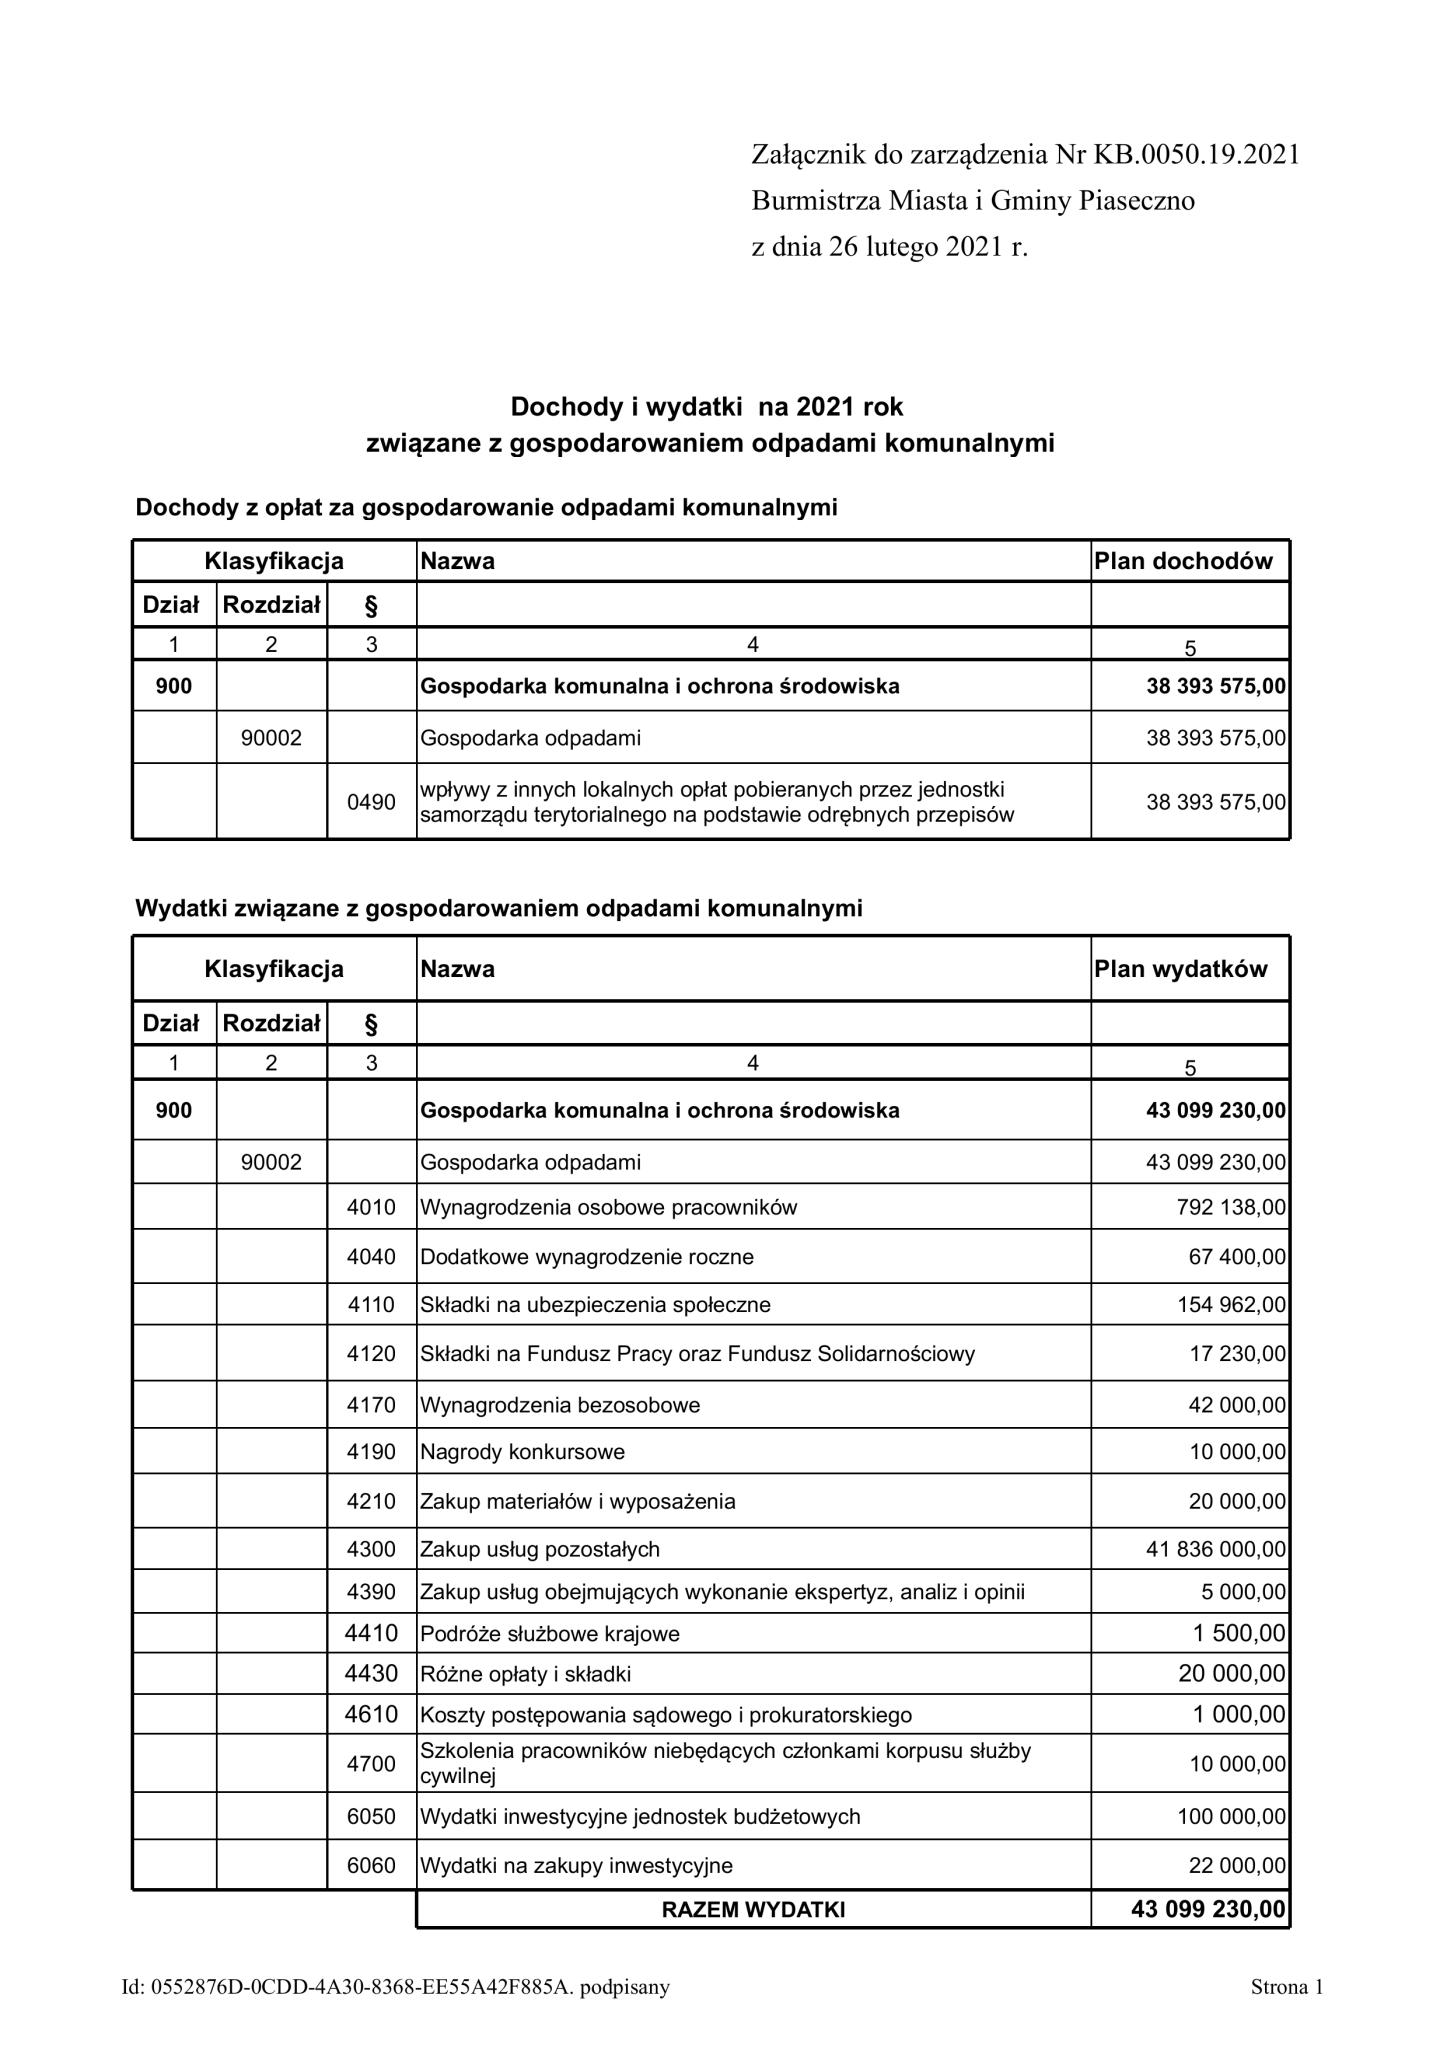 Załącznik do zarządzenia Nr KB.0050.19.2021
Burmistrza Miasta i Gminy Piaseczno
z dnia 26 lutego 2021 r.
Dochody i wydatki na 2021 rok
związane z gospodarowaniem odpadami komunalnymi
Dochody z opłat za gospodarowanie odpadami komunalnymi
Klasyfikacja Nazwa Plan dochodów
Dział Rozdział §
1 2 3 4 5
900 Gospodarka komunalna i ochrona środowiska 38 393 575,00
90002 Gospodarka odpadami 38 393 575,00
0490 wpływy z innych lokalnych opłat pobieranych przez jednostki
samorządu terytorialnego na podstawie odrębnych przepisów 38 393 575,00
Wydatki związane z gospodarowaniem odpadami komunalnymi
Klasyfikacja Nazwa Plan wydatków
Dział Rozdział §
1 2 3 4 5
900 Gospodarka komunalna i ochrona środowiska 43 099 230,00
90002 Gospodarka odpadami 43 099 230,00
4010 Wynagrodzenia osobowe pracowników 792 138,00
4040 Dodatkowe wynagrodzenie roczne 67 400,00
4110 Składki na ubezpieczenia społeczne 154 962,00
4120 Składki na Fundusz Pracy oraz Fundusz Solidarnościowy 17 230,00
4170 Wynagrodzenia bezosobowe 42 000,00
4190 Nagrody konkursowe 10 000,00
4210 Zakup materiałów i wyposażenia 20 000,00
4300 Zakup usług pozostałych 41 836 000,00
4390 Zakup usług obejmujących wykonanie ekspertyz, analiz i opinii 5 000,00
4410 Podróże służbowe krajowe 1 500,00
4430 Różne opłaty i składki 20 000,00
4610 Koszty postępowania sądowego i prokuratorskiego 1 000,00
4700 Szkolenia pracowników niebędących członkami korpusu służby
cywilnej 10 000,00
6050 Wydatki inwestycyjne jednostek budżetowych 100 000,00
6060 Wydatki na zakupy inwestycyjne 22 000,00
RAZEM WYDATKI 43 099 230,00
Id: 0552876D-0CDD-4A30-8368-EE55A42F885A. podpisany Strona 1